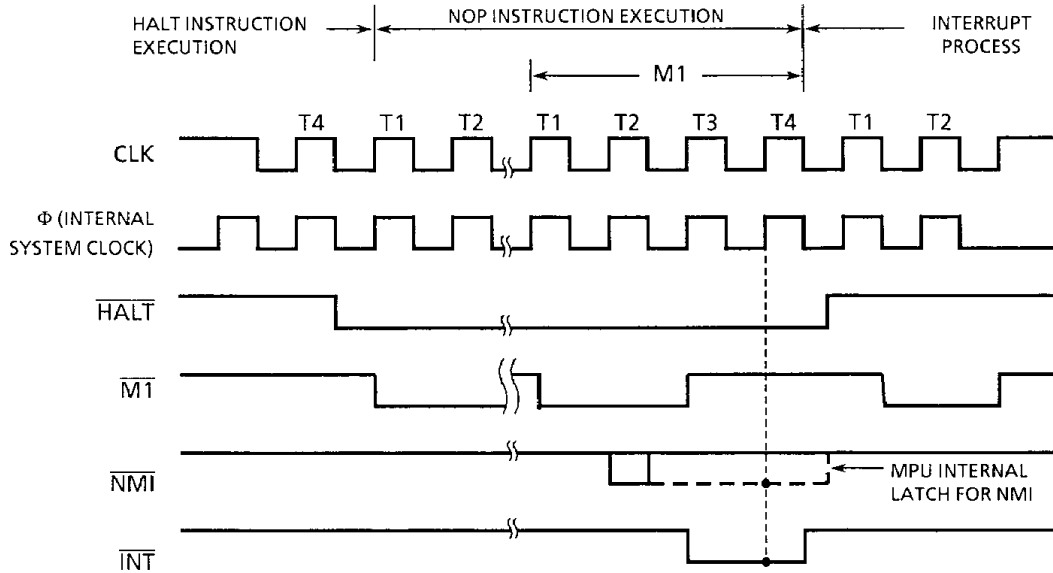 HALT INSTRUCTION
EXECUTION
NOP INSTRUCTION EXECUTION
INTERRUPT
PROCESS
M1
T4 T1 T2 T1 T2 T3 T4 T1 T2
CLK
Φ (INTERNAL
SYSTEM CLOCK)
HALT
M1
NMI
MPU INTERNAL
LATCH FOR NMI
INT